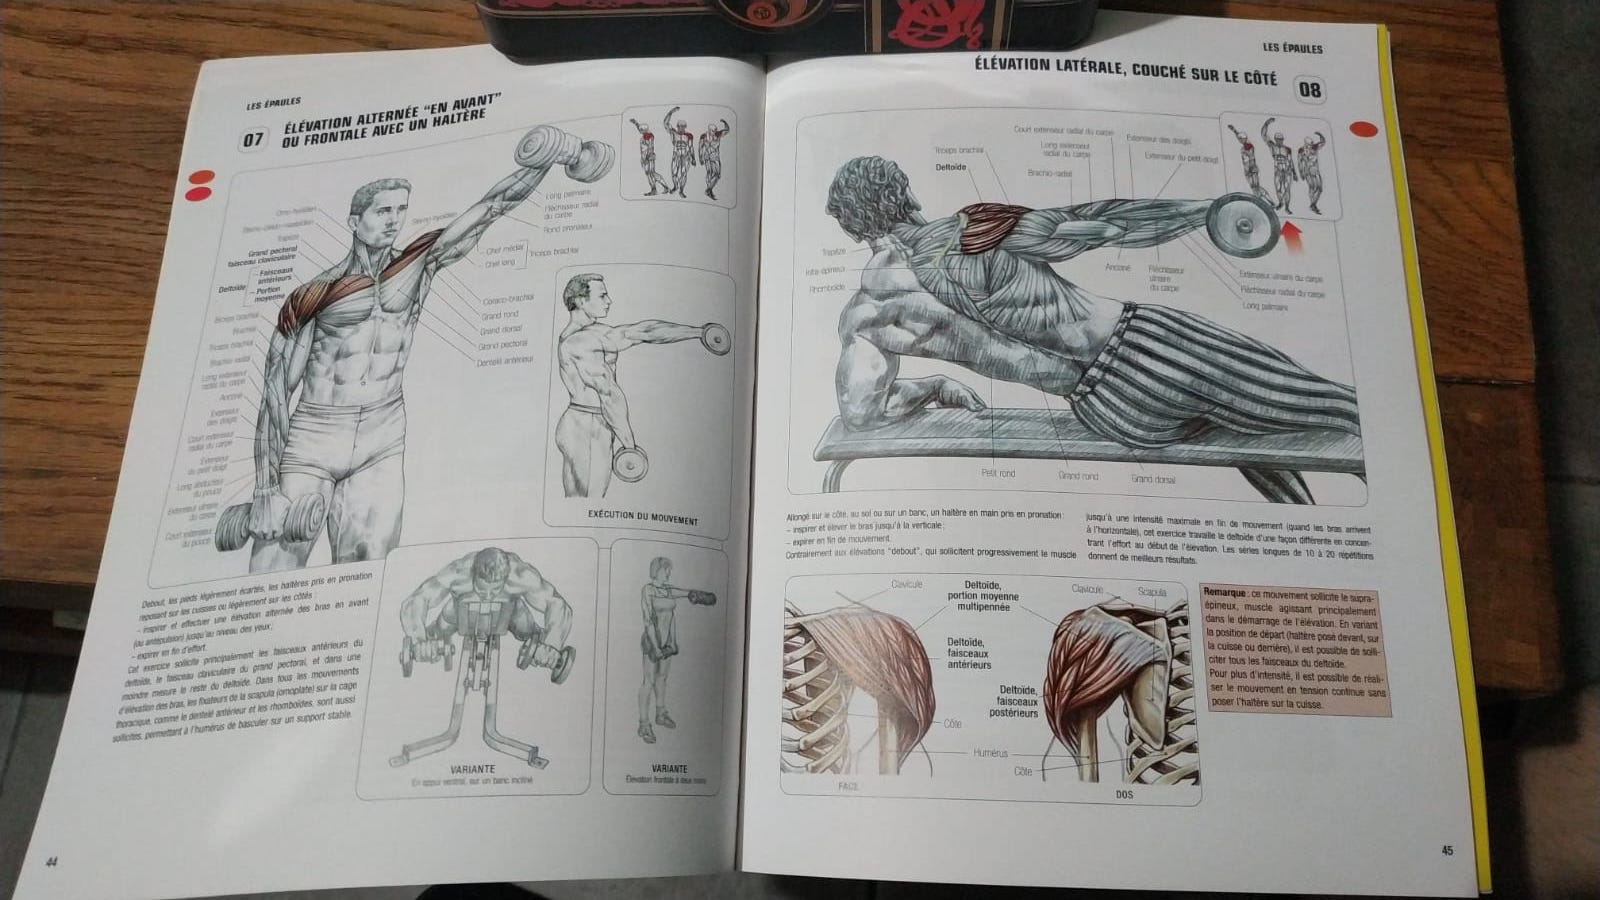 LES ÉPAULES
07
ÉLÉVATION ALTERNÉE “EN AVANT”
OU FRONTALE AVEC UN HALTÈRE
Omo-hyoïdien
Sterno-cléido-mastoïdien
Trapèze
Grand pectoral
faisceau claviculaire
Deltoïde
– Faisceaux
antérieurs
– Portion
moyenne
Biceps brachial
Brachial
Triceps brachial
Brachio-radial
Long extenseur
radial du carpe
Anconé
Extenseur
des doigts
Court extenseur
radial du carpe
Extenseur
du petit doigt
Long abducteur
du pouce
Extenseur ulnaire
du carpe
Court extenseur
du pouce
Sterno-hyoïdien
Long palmaire
Fléchisseur radial
du carpe
Rond pronateur
– Chef médial
– Chef long
Triceps brachial
Coraco-brachial
Grand rond
Grand dorsal
Grand pectoral
Dentelé antérieur
EXÉCUTION DU MOUVEMENT
Debout, les pieds légèrement écartés, les haltères pris en pronation
reposant sur les cuisses ou légèrement sur les côtés :
– inspirer et effectuer une élévation alternée des bras en avant
(ou antépulsion) jusqu'au niveau des yeux ;
– expirer en fin d'effort.
Cet exercice sollicite principalement les faisceaux antérieurs du
deltoïde, le faisceau claviculaire du grand pectoral, et dans une
moindre mesure le reste du deltoïde. Dans tous les mouvements
d'élévation des bras, les fixateurs de la scapula (omoplate) sur la cage
thoracique, comme le dentelé antérieur et les rhomboïdes, sont aussi
sollicités, permettant à l'humérus de basculer sur un support stable.
VARIANTE
En appui ventral, sur un banc incliné
VARIANTE
Élévation frontale à deux mains
44
LES ÉPAULES
ÉLÉVATION LATÉRALE, COUCHÉ SUR LE CÔTÉ
08
Court extenseur radial du carpe
Extenseur des doigts
Triceps brachial
Long extenseur
radial du carpe
Extenseur du petit doigt
Deltoïde
Brachio-radial
Trapèze
Infra-épineux
Rhomboïde
Anconé
Fléchisseur
ulnaire
du carpe
Extenseur ulnaire du carpe
Fléchisseur radial du carpe
Long palmaire
Petit rond
Grand rond
Grand dorsal
Allongé sur le côté, au sol ou sur un banc, un haltère en main pris en pronation :
– inspirer et élever le bras jusqu'à la verticale ;
– expirer en fin de mouvement.
Contrairement aux élévations “debout”, qui sollicitent progressivement le muscle
jusqu'à une intensité maximale en fin de mouvement (quand les bras arrivent
à l'horizontale), cet exercice travaille le deltoïde d'une façon différente en concen-
trant l'effort au début de l'élévation. Les séries longues de 10 à 20 répétitions
donnent de meilleurs résultats.
Clavicule
Deltoïde,
portion moyenne
multipennée
Clavicule
Scapula
Deltoïde,
faisceaux
antérieurs
Deltoïde,
faisceaux
postérieurs
Côte
Humérus
Côte
FACE
DOS
Remarque : ce mouvement sollicite le supra-
épineux, muscle agissant principalement
dans le démarrage de l'élévation. En variant
la position de départ (haltère posé devant, sur
la cuisse ou derrière), il est possible de solli-
citer tous les faisceaux du deltoïde.
Pour plus d'intensité, il est possible de réali-
ser le mouvement en tension continue sans
poser l'haltère sur la cuisse.
45